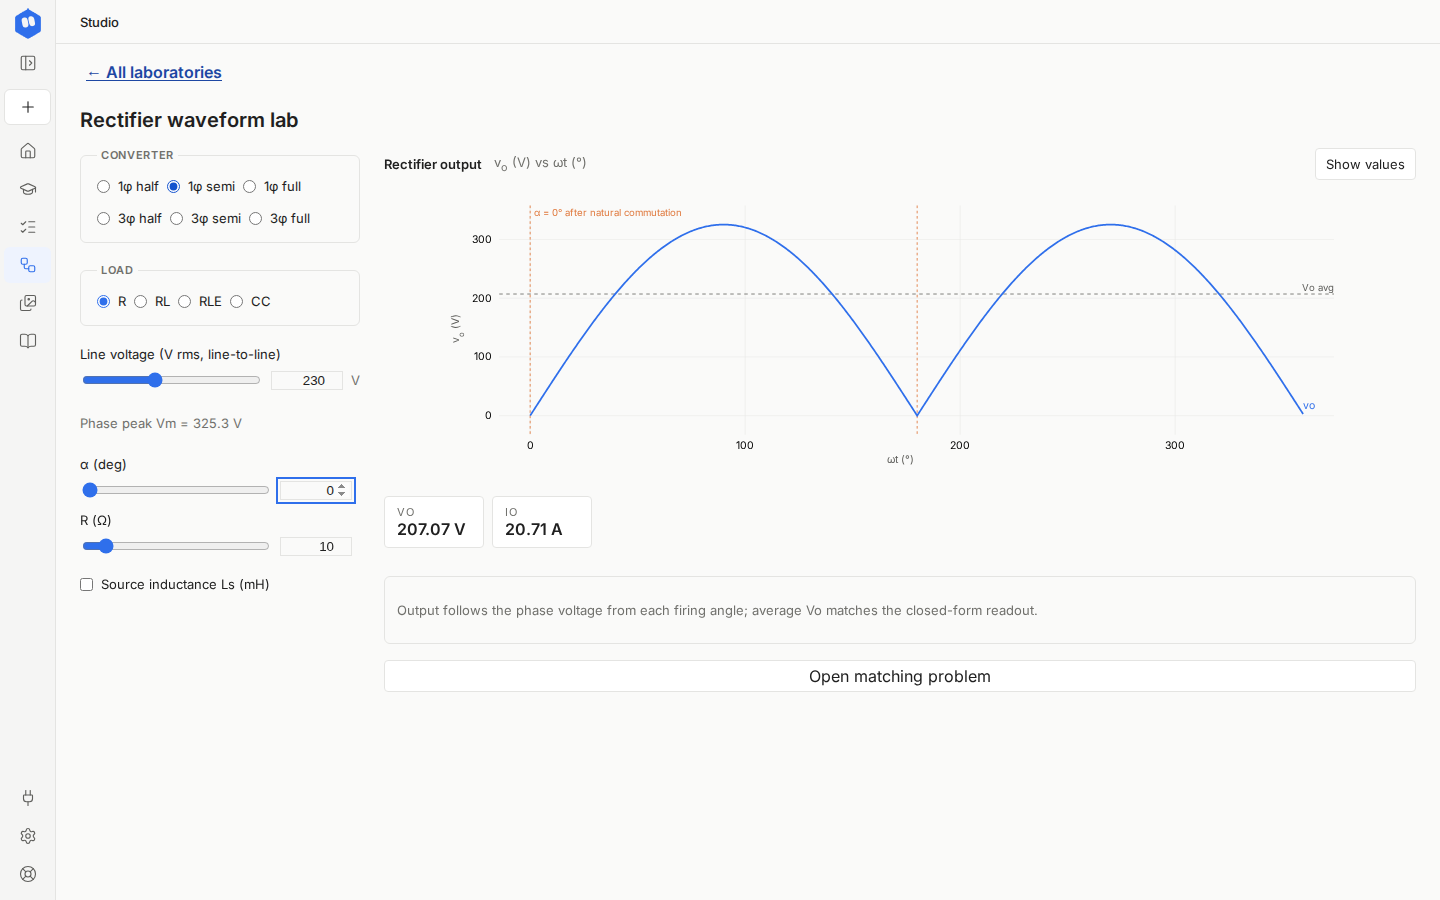 Studio
← All laboratories
Rectifier waveform lab
CONVERTER
1φ half 1φ semi 1φ full
3φ half 3φ semi 3φ full
LOAD
R RL RLE CC
Line voltage (V rms, line-to-line)
230 V
Phase peak Vm = 325.3 V
α (deg)
0
R (Ω)
10
Source inductance Ls (mH)
Rectifier output vo (V) vs ωt (°)
Show values
α = 0° after natural commutation
300
200
100
0
vo (V)
Vo avg
vo
0 100 200 300
ωt (°)
VO
207.07 V
IO
20.71 A
Output follows the phase voltage from each firing angle; average Vo matches the closed-form readout.
Open matching problem